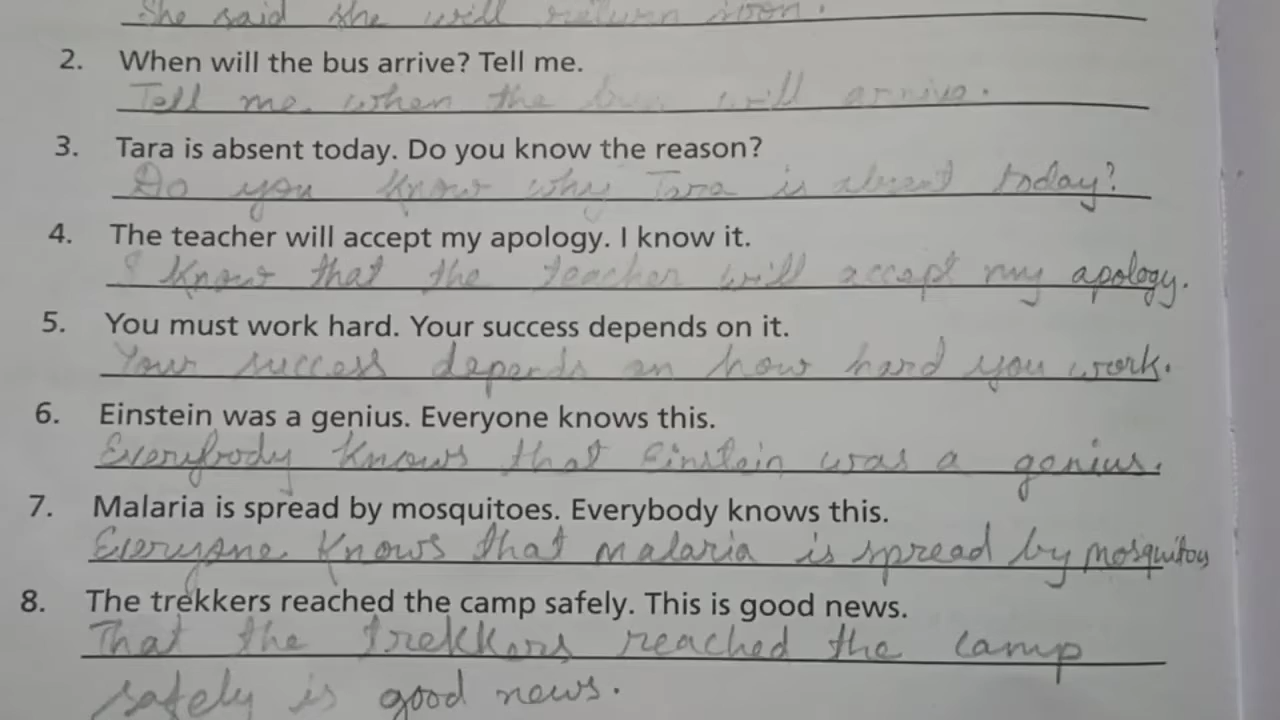 She said she will return soon.
2. When will the bus arrive? Tell me.
Tell me when the bus will arrive.
3. Tara is absent today. Do you know the reason?
Do you know why Tara is absent today?
4. The teacher will accept my apology. I know it.
I know that the teacher will accept my apology.
5. You must work hard. Your success depends on it.
Your success depends on how hard you work.
6. Einstein was a genius. Everyone knows this.
Everybody knows that Einstein was a genius.
7. Malaria is spread by mosquitoes. Everybody knows this.
Everyone knows that malaria is spread by
8. The trekkers reached the camp safely. This is good news.
That the trekkers reached the camp
safely is good news.